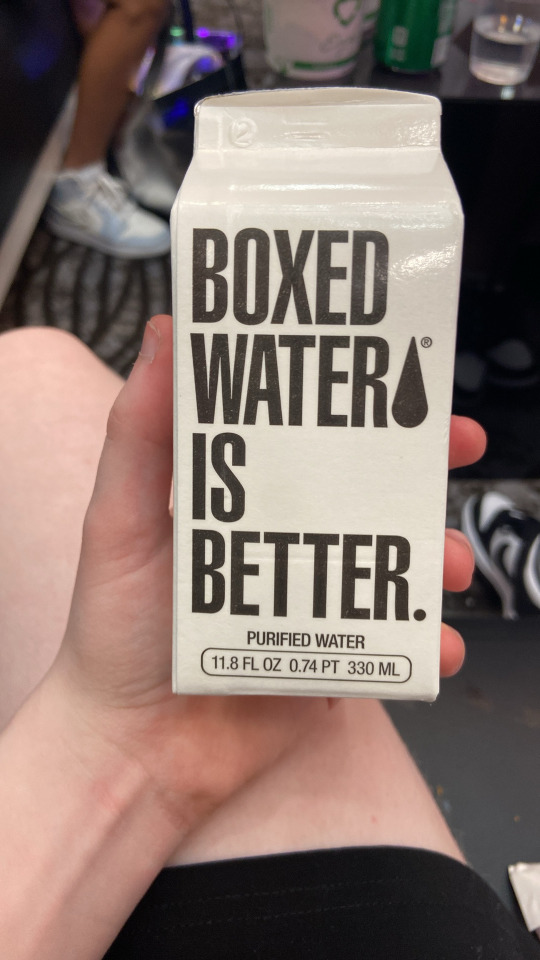 BOXED
WATER®
IS
BETTER.
PURIFIED WATER
11.8 FL OZ 0.74 PT 330 ML